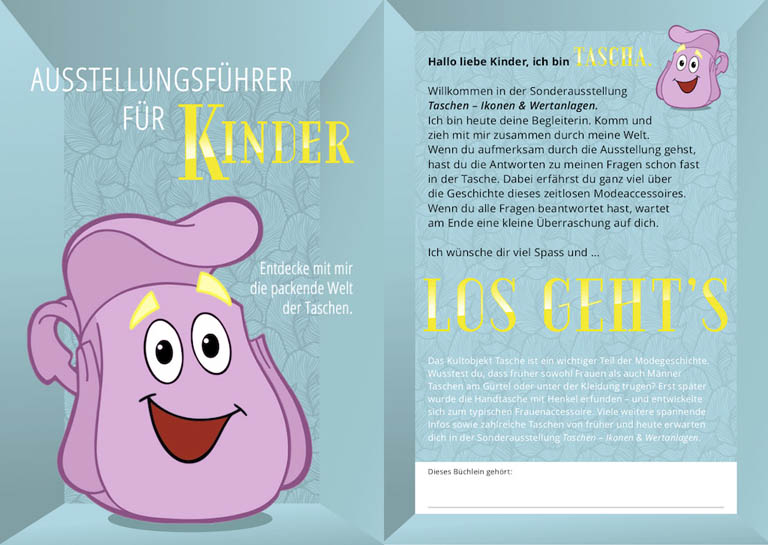 AUSSTELLUNGSFÜHRER
FÜR KINDER
Entdecke mit mir
die packende Welt
der Taschen.
Hallo liebe Kinder, ich bin TASCHA.
Willkommen in der Sonderausstellung
Taschen – Ikonen & Wertanlagen.
Ich bin heute deine Begleiterin. Komm und
zieh mit mir zusammen durch meine Welt.
Wenn du aufmerksam durch die Ausstellung gehst,
hast du die Antworten zu meinen Fragen schon fast
in der Tasche. Dabei erfährst du ganz viel über
die Geschichte dieses zeitlosen Modeaccessoires.
Wenn du alle Fragen beantwortet hast, wartet
am Ende eine kleine Überraschung auf dich.
Ich wünsche dir viel Spass und ...
LOS GEHT'S
Das Kultobjekt Tasche ist ein wichtiger Teil der Modegeschichte.
Wusstest du, dass früher sowohl Frauen als auch Männer
Taschen am Gürtel oder unter der Kleidung trugen? Erst später
wurde die Handtasche mit Henkel erfunden – und entwickelte
sich zum typischen Frauenaccessoire. Viele weitere spannende
Infos sowie zahlreiche Taschen von früher und heute erwarten
dich in der Sonderausstellung Taschen – Ikonen & Wertanlagen.
Dieses Büchlein gehört: